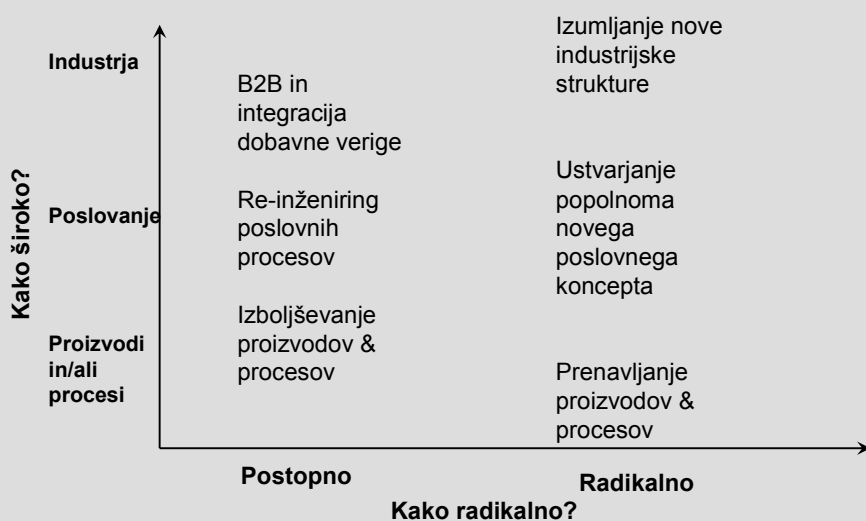 Kako široko?
Industrja
Poslovanje
Proizvodi
in/ali
procesi
B2B in
integracija
dobavne verige
Re-inženiring
poslovnih
procesov
Izboljševanje
proizvodov &
procesov
Izumljanje nove
industrijske
strukture
Ustvarjanje
popolnoma
novega
poslovnega
koncepta
Prenavljanje
proizvodov &
procesov
Postopno
Radikalno
Kako radikalno?